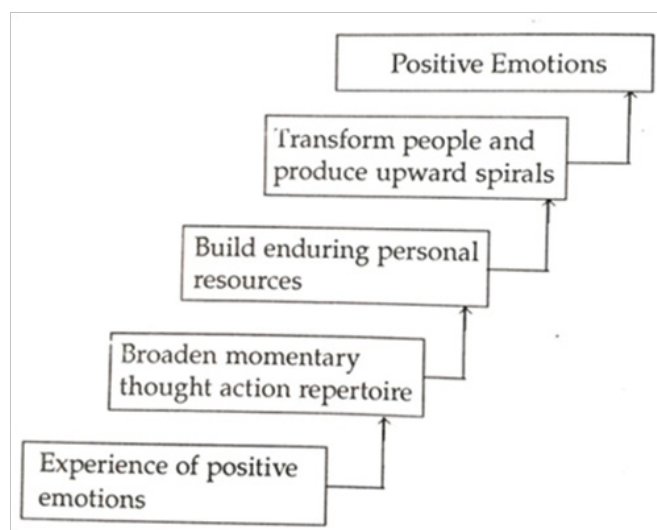 Positive Emotions
Transform people and
produce upward spirals
Build enduring personal
resources
Broaden momentary
thought action repertoire
Experience of positive
emotions